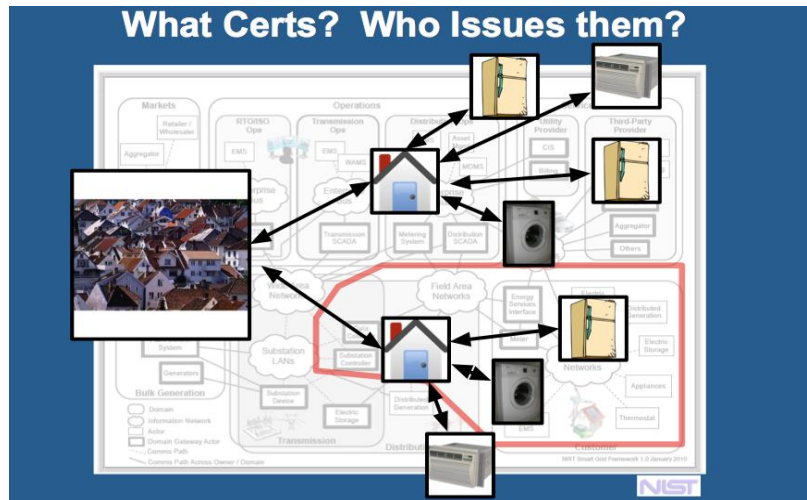 What Certs? Who Issues them?
Markets
Operations
RTO/ISO
Ops
Transmission
Ops
Utility
Provider
Third-Party
Provider
Retailer /
Wholesaler
Aggregator
EMS
EMS
WAMS
MDMS
CIS
Billing
Transmission
SCADA
Metering
System
Distribution
SCADA
Aggregator
Others
Wide Area
Networks
Field Area
Networks
Energy
Services
Interface
Electric
Distributed
Generation
Meter
Electric
Storage
Substation
LANs
Substation
Controller
System
Networks
Generators
Appliances
Bulk Generation
Substation
Device
Distributed
Generation
Electric
Storage
Thermostat
EMS
Domain
Information Network
Actor
Domain Gateway Actor
Comms Path
Comms Path Across Owner / Domain
Transmission
Customer
NIST Smart Grid Framework 1.0 January 2010
NIST